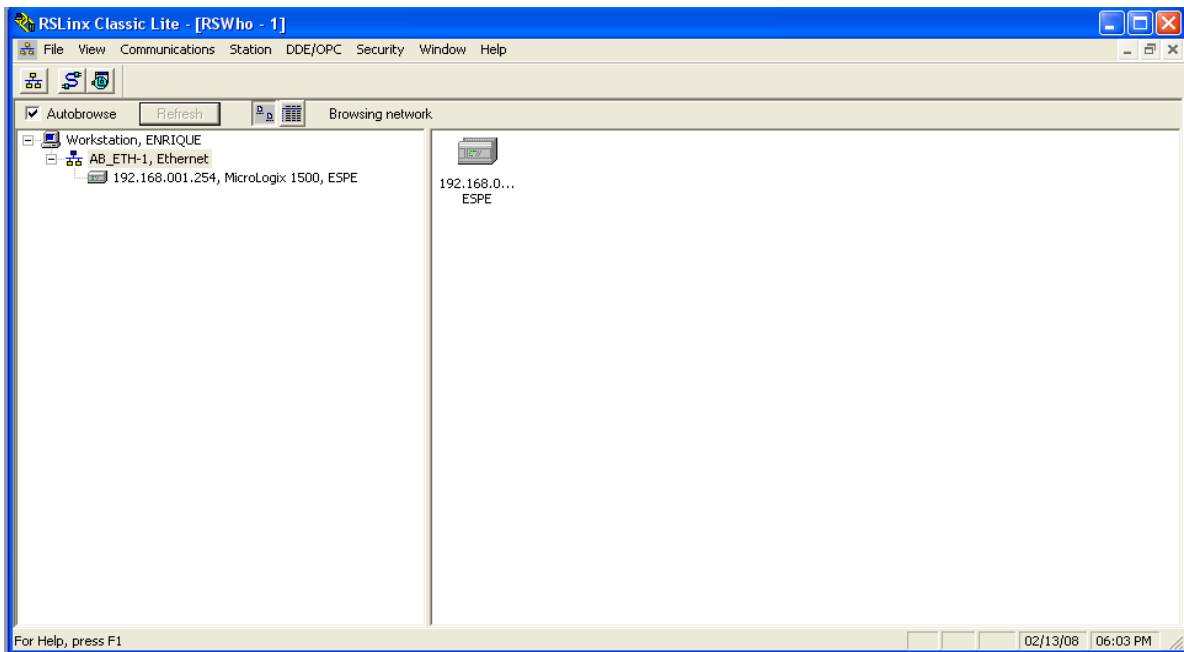 RSLinx Classic Lite - [RSWho - 1]
File View Communications Station DDE/OPC Security Window Help
Autobrowse Refresh Browsing network
Workstation, ENRIQUE
AB_ETH-1, Ethernet
192.168.001.254, MicroLogix 1500, ESPE
192.168.0...
ESPE
For Help, press F1 02/13/08 06:03 PM